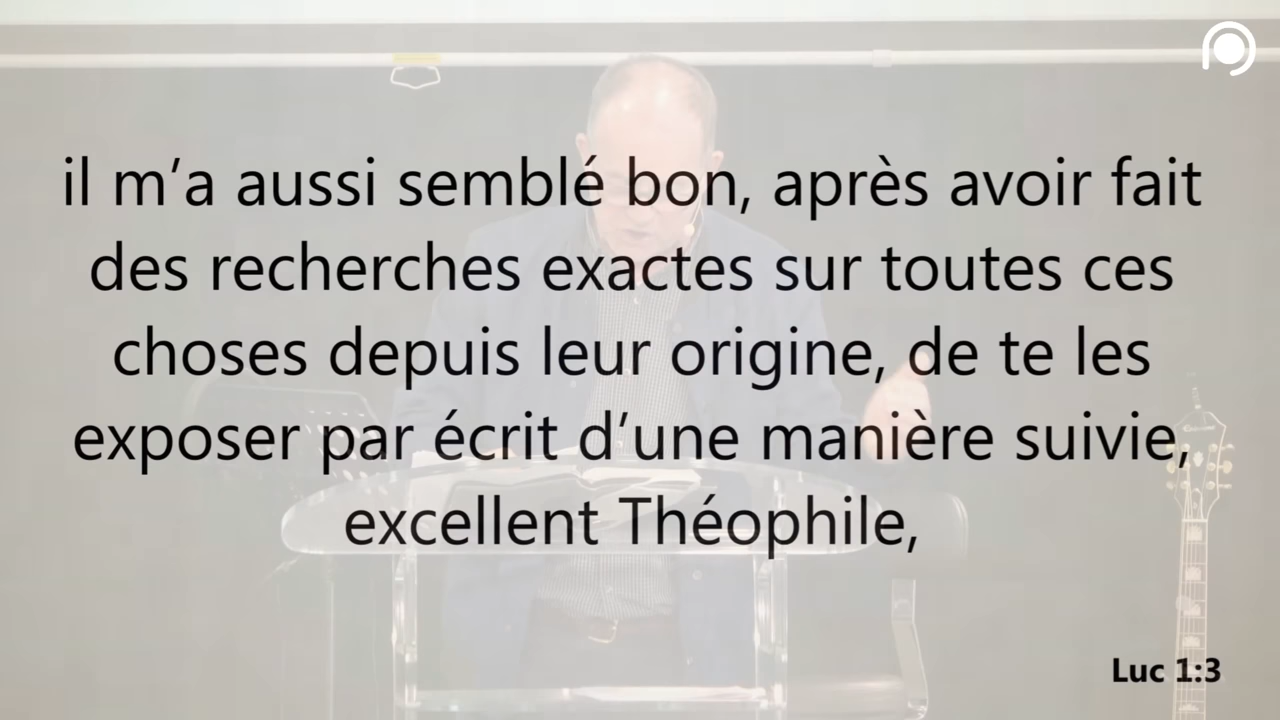 il m’a aussi semblé bon, après avoir fait
des recherches exactes sur toutes ces
choses depuis leur origine, de te les
exposer par écrit d’une manière suivie,
excellent Théophile,
Luc 1:3